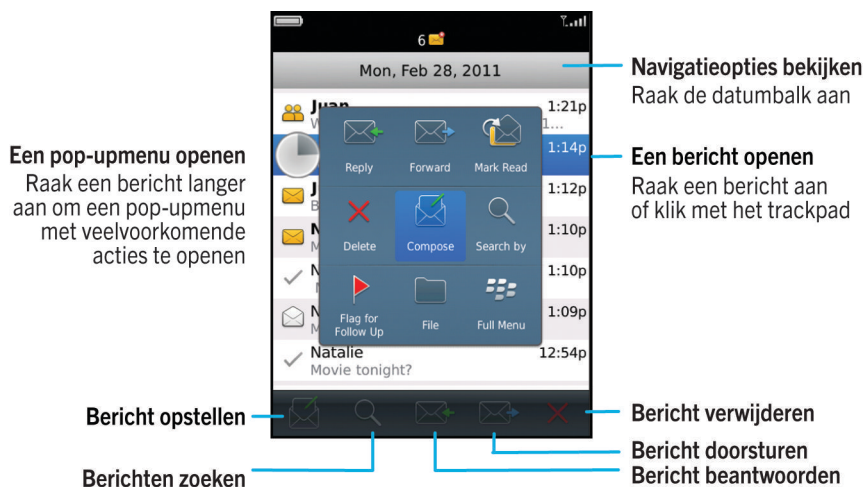 6
Mon, Feb 28, 2011
Juan 1:21p
W 1...
1:14p
J 1:12p
B
N 1:10p
M
N 1:10p
N 1:09p
M
Natalie 12:54p
Movie tonight?
Reply Forward Mark Read
Delete Compose Search by
Flag for
Follow Up
File Full Menu
Navigatieopties bekijken
Raak de datumbalk aan
Een pop-upmenu openen
Raak een bericht langer
aan om een pop-upmenu
met veelvoorkomende
acties te openen
Een bericht openen
Raak een bericht aan
of klik met het trackpad
Bericht opstellen
Berichten zoeken
Bericht verwijderen
Bericht doorsturen
Bericht beantwoorden